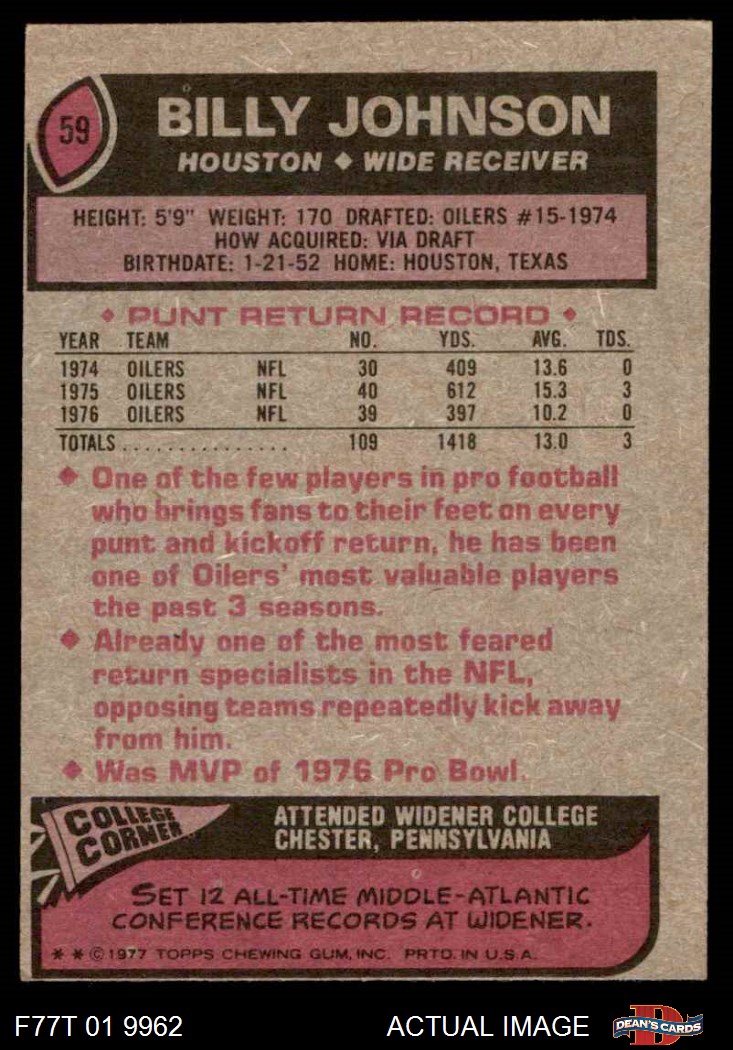 59
BILLY JOHNSON
HOUSTON ◆ WIDE RECEIVER
HEIGHT: 5'9" WEIGHT: 170 DRAFTED: OILERS #15-1974
HOW ACQUIRED: VIA DRAFT
BIRTHDATE: 1-21-52 HOME: HOUSTON, TEXAS
◆ PUNT RETURN RECORD ◆
YEAR TEAM NO. YDS. AVG. TDS.
1974 OILERS NFL 30 409 13.6 0
1975 OILERS NFL 40 612 15.3 3
1976 OILERS NFL 39 397 10.2 0
TOTALS................ 109 1418 13.0 3
◆ One of the few players in pro football
who brings fans to their feet on every
punt and kickoff return, he has been
one of Oilers' most valuable players
the past 3 seasons.
◆ Already one of the most feared
return specialists in the NFL,
opposing teams repeatedly kick away
from him.
◆ Was MVP of 1976 Pro Bowl.
COLLEGE
CORNER
ATTENDED WIDENER COLLEGE
CHESTER, PENNSYLVANIA
SET 12 ALL-TIME MIDDLE-ATLANTIC
CONFERENCE RECORDS AT WIDENER.
* * © 1977 TOPPS CHEWING GUM, INC. PRTD. IN U.S.A.
F77T 01 9962 ACTUAL IMAGE
DEAN'S CARDS